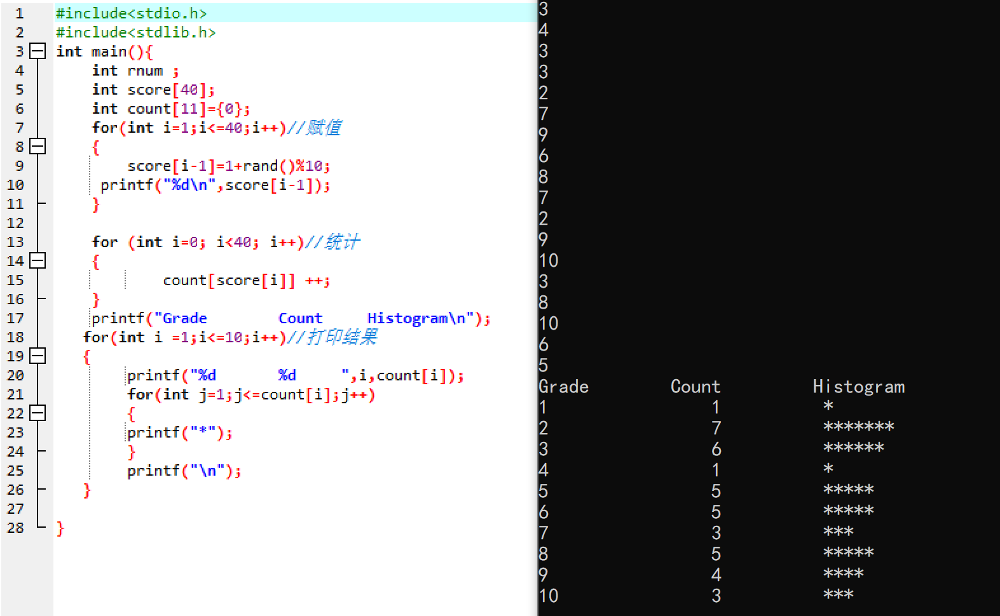 1 #include<stdio.h>
2 #include<stdlib.h>
3 int main(){
4 int rnum ;
5 int score[40];
6 int count[11]={0};
7 for(int i=1;i<=40;i++)//赋值
8 {
9 score[i-1]=1+rand()%10;
10 printf("%d\n",score[i-1]);
11 }
12
13 for (int i=0; i<40; i++)//统计
14 {
15 count[score[i]] ++;
16 }
17 printf("Grade        Count     Histogram\n");
18 for(int i =1;i<=10;i++)//打印结果
19 {
20 printf("%d       %d     ",i,count[i]);
21 for(int j=1;j<=count[i];j++)
22 {
23 printf("*");
24 }
25 printf("\n");
26 }
27
28 }
3
4
3
3
2
7
9
6
8
7
2
9
10
3
8
10
6
5
Grade Count Histogram
1 1 *
2 7 *******
3 6 ******
4 1 *
5 5 *****
6 5 *****
7 3 ***
8 5 *****
9 4 ****
10 3 ***